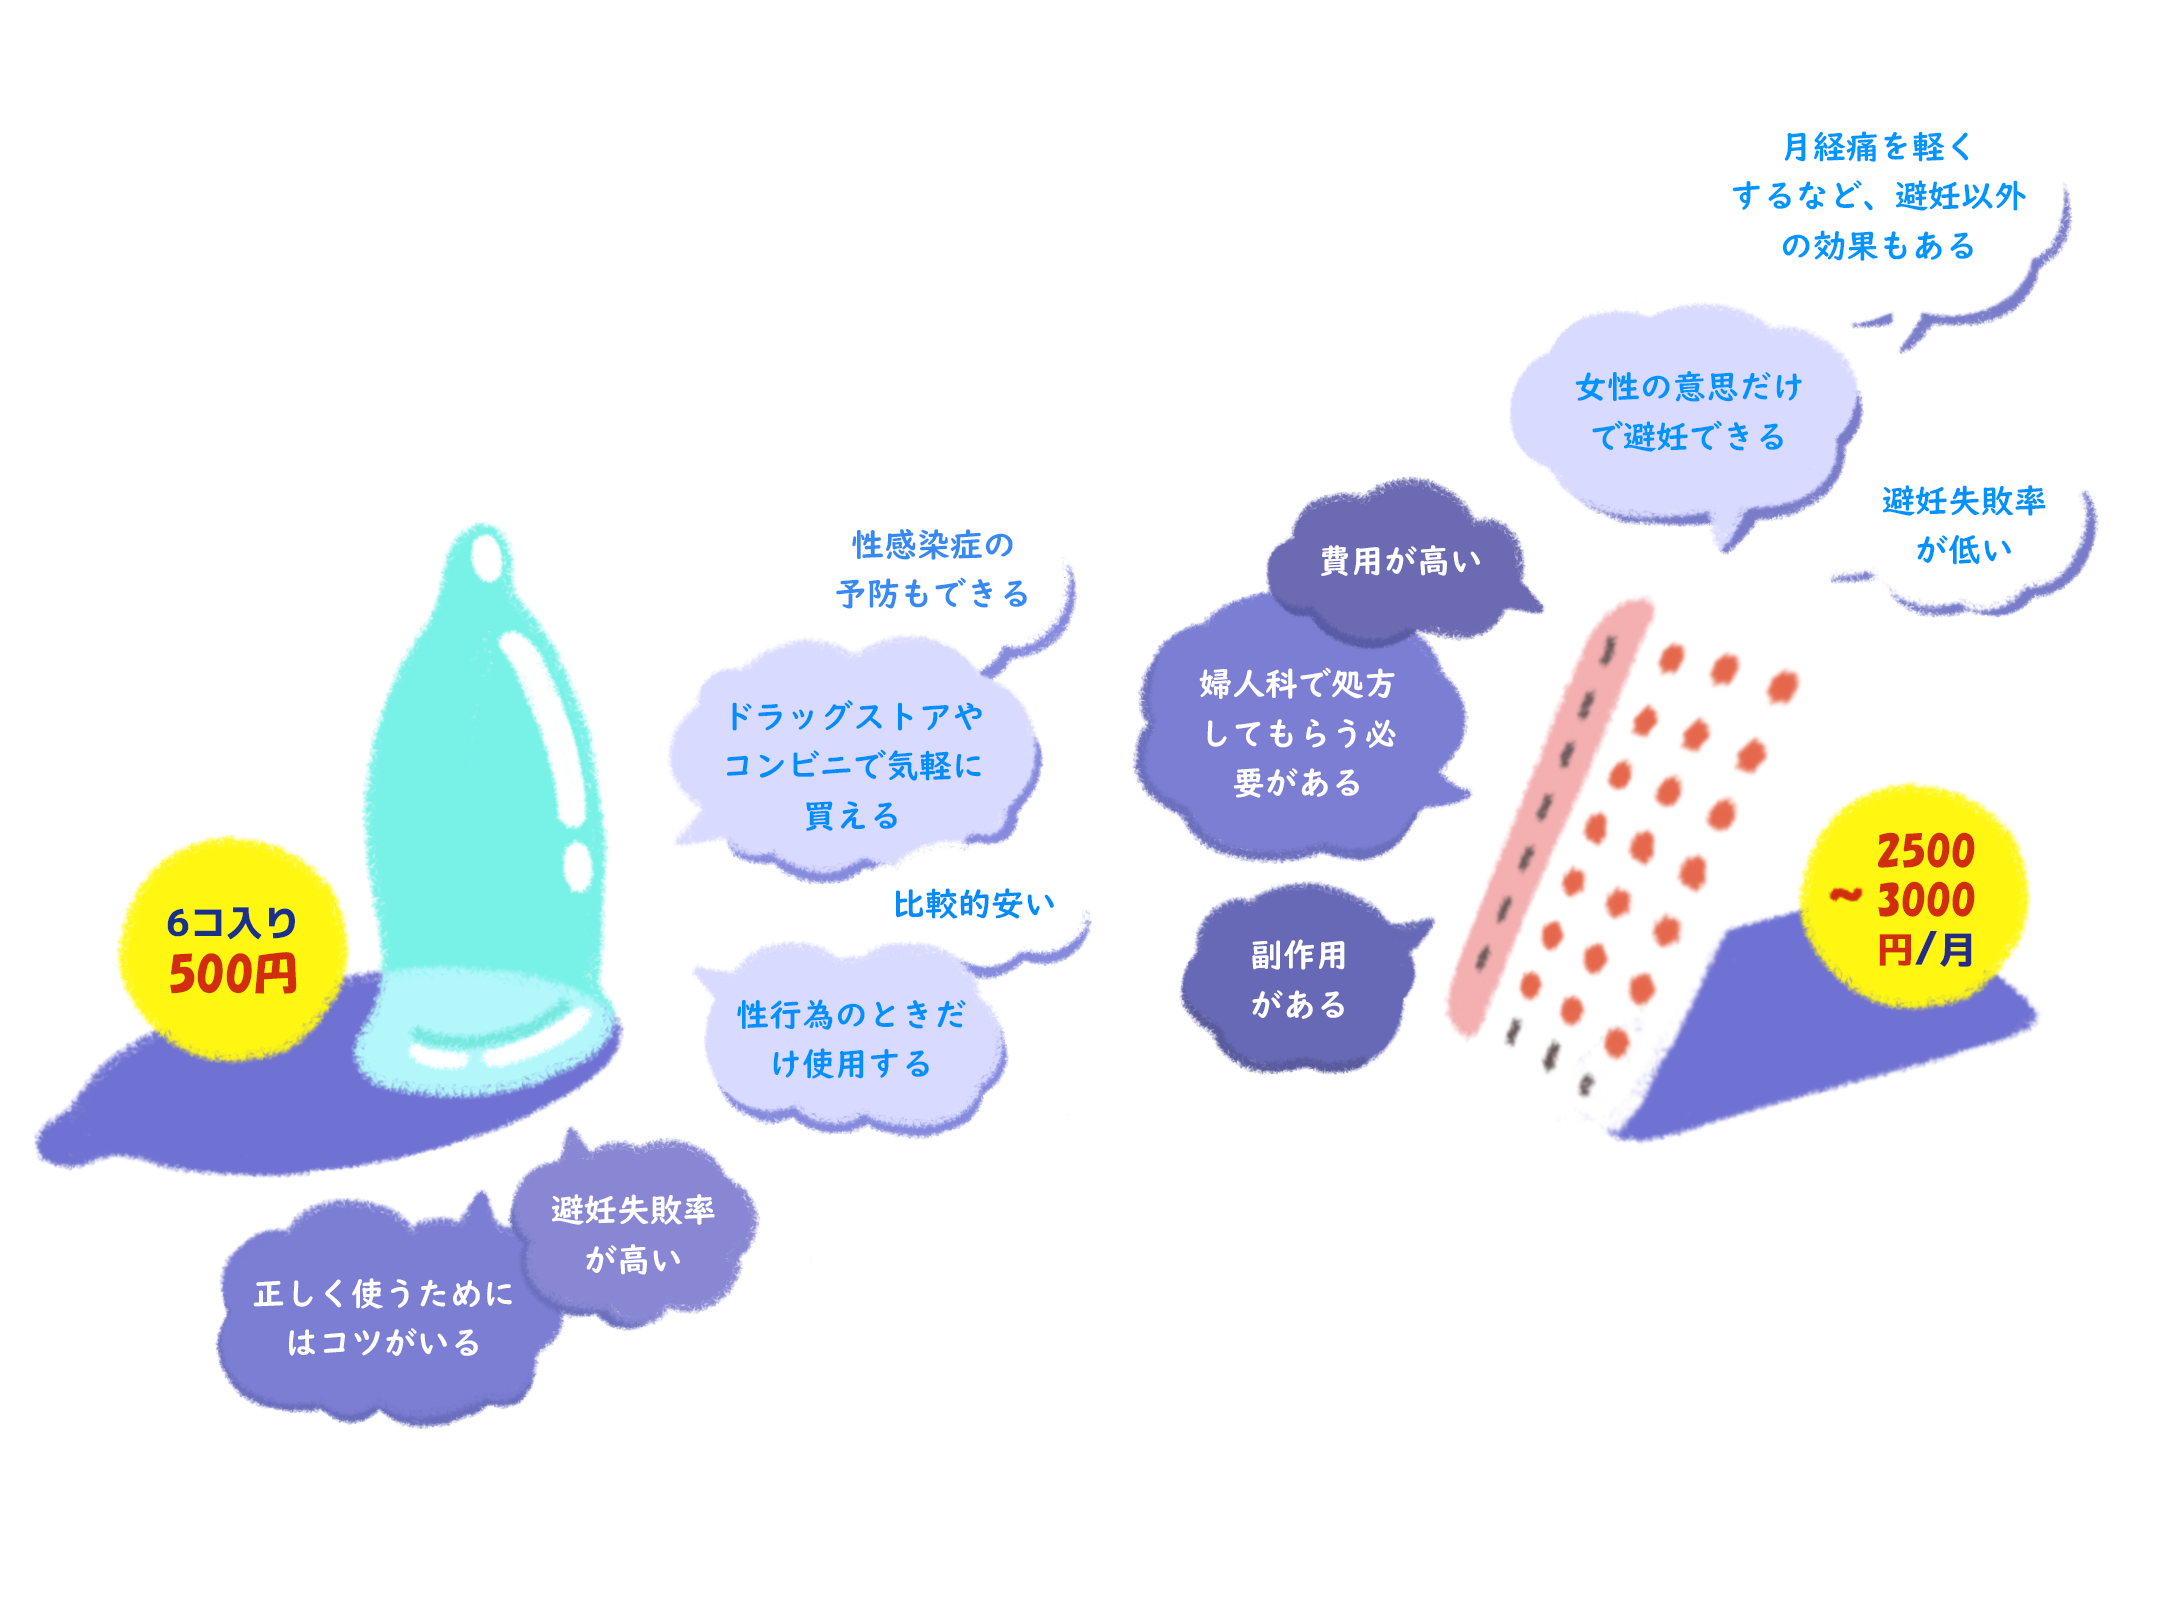 月経痛を軽く
するなど、避妊以外
の効果もある
女性の意思だけ
で避妊できる
避妊失敗率
が低い
費用が高い
婦人科で処方
してもらう必
要がある
副作用
がある
2500
～3000
円/月
性感染症の
予防もできる
ドラッグストアや
コンビニで気軽に
買える
比較的安い
性行為のときだ
け使用する
6コ入り
500円
避妊失敗率
が高い
正しく使うために
はコツがいる